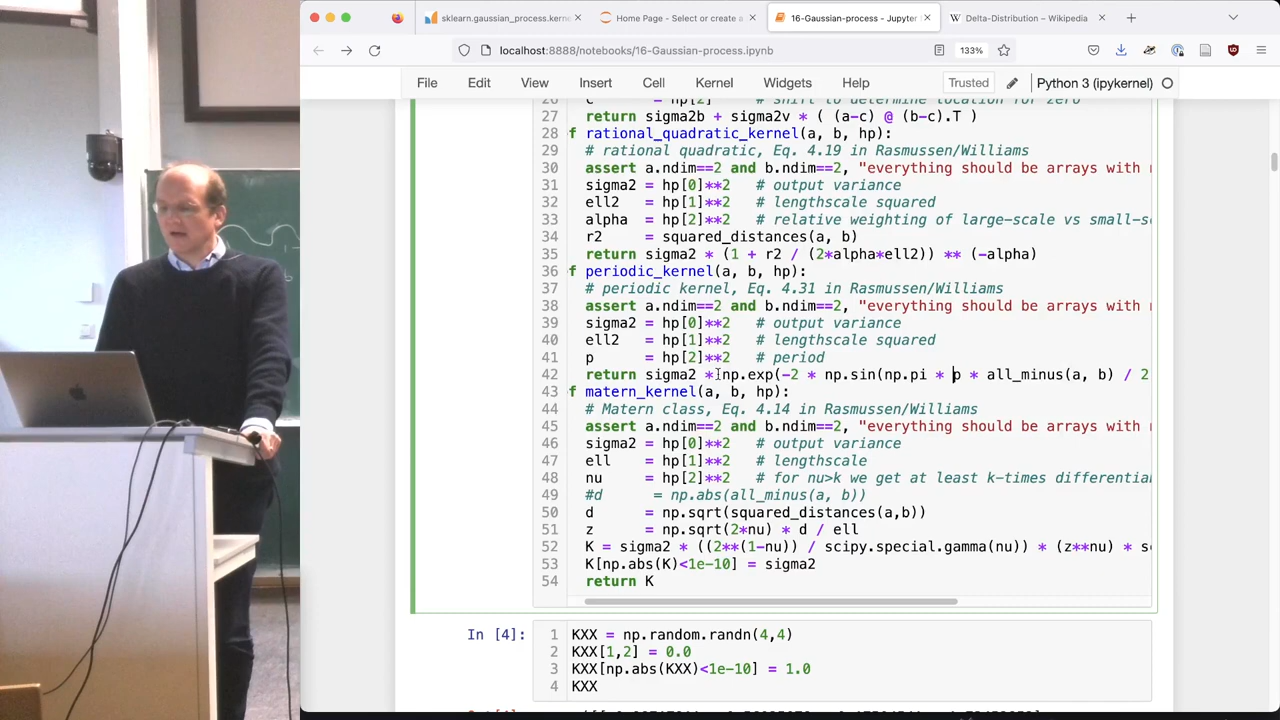 sklearn.gaussian_process.kerne
Home Page - Select or create a
16-Gaussian-process - Jupyter
Delta-Distribution – Wikipedia
localhost:8888/notebooks/16-Gaussian-process.ipynb
133%
File Edit View Insert Cell Kernel Widgets Help Trusted Python 3 (ipykernel)
26 c = hp[2] # shift to determine location for zero
27 return sigma2b + sigma2v * ( (a-c) @ (b-c).T )
28 f rational_quadratic_kernel(a, b, hp):
29 # rational quadratic, Eq. 4.19 in Rasmussen/Williams
30 assert a.ndim==2 and b.ndim==2, "everything should be arrays with
31 sigma2 = hp[0]**2 # output variance
32 ell2 = hp[1]**2 # lengthscale squared
33 alpha = hp[2]**2 # relative weighting of large-scale vs small-s
34 r2 = squared_distances(a, b)
35 return sigma2 * (1 + r2 / (2*alpha*ell2)) ** (-alpha)
36 f periodic_kernel(a, b, hp):
37 # periodic kernel, Eq. 4.31 in Rasmussen/Williams
38 assert a.ndim==2 and b.ndim==2, "everything should be arrays with
39 sigma2 = hp[0]**2 # output variance
40 ell2 = hp[1]**2 # lengthscale squared
41 p = hp[2]**2 # period
42 return sigma2 * np.exp(-2 * np.sin(np.pi * p * all_minus(a, b) / 2
43 f matern_kernel(a, b, hp):
44 # Matern class, Eq. 4.14 in Rasmussen/Williams
45 assert a.ndim==2 and b.ndim==2, "everything should be arrays with
46 sigma2 = hp[0]**2 # output variance
47 ell = hp[1]**2 # lengthscale
48 nu = hp[2]**2 # for nu>k we get at least k-times differentia
49 #d = np.abs(all_minus(a, b))
50 d = np.sqrt(squared_distances(a,b))
51 z = np.sqrt(2*nu) * d / ell
52 K = sigma2 * ((2**(1-nu)) / scipy.special.gamma(nu)) * (z**nu) * s
53 K[np.abs(K)<1e-10] = sigma2
54 return K
In [4]:
1 KXX = np.random.randn(4,4)
2 KXX[1,2] = 0.0
3 KXX[np.abs(KXX)<1e-10] = 1.0
4 KXX